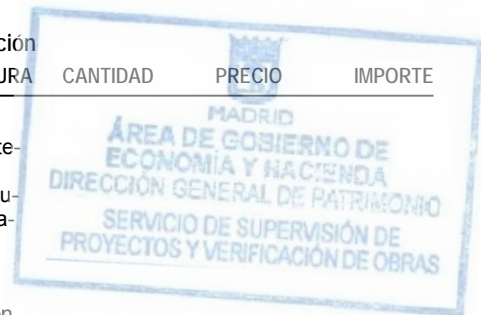 ción
URA CANTIDAD PRECIO IMPORTE
MADRID
ÁREA DE GOBIERNO DE
te-
ECONOMÍA Y HACIENDA
DIRECCIÓN GENERAL DE PATRIMONIO
u-
a-
SERVICIO DE SUPERVISIÓN DE
PROYECTOS Y VERIFICACIÓN DE OBRAS